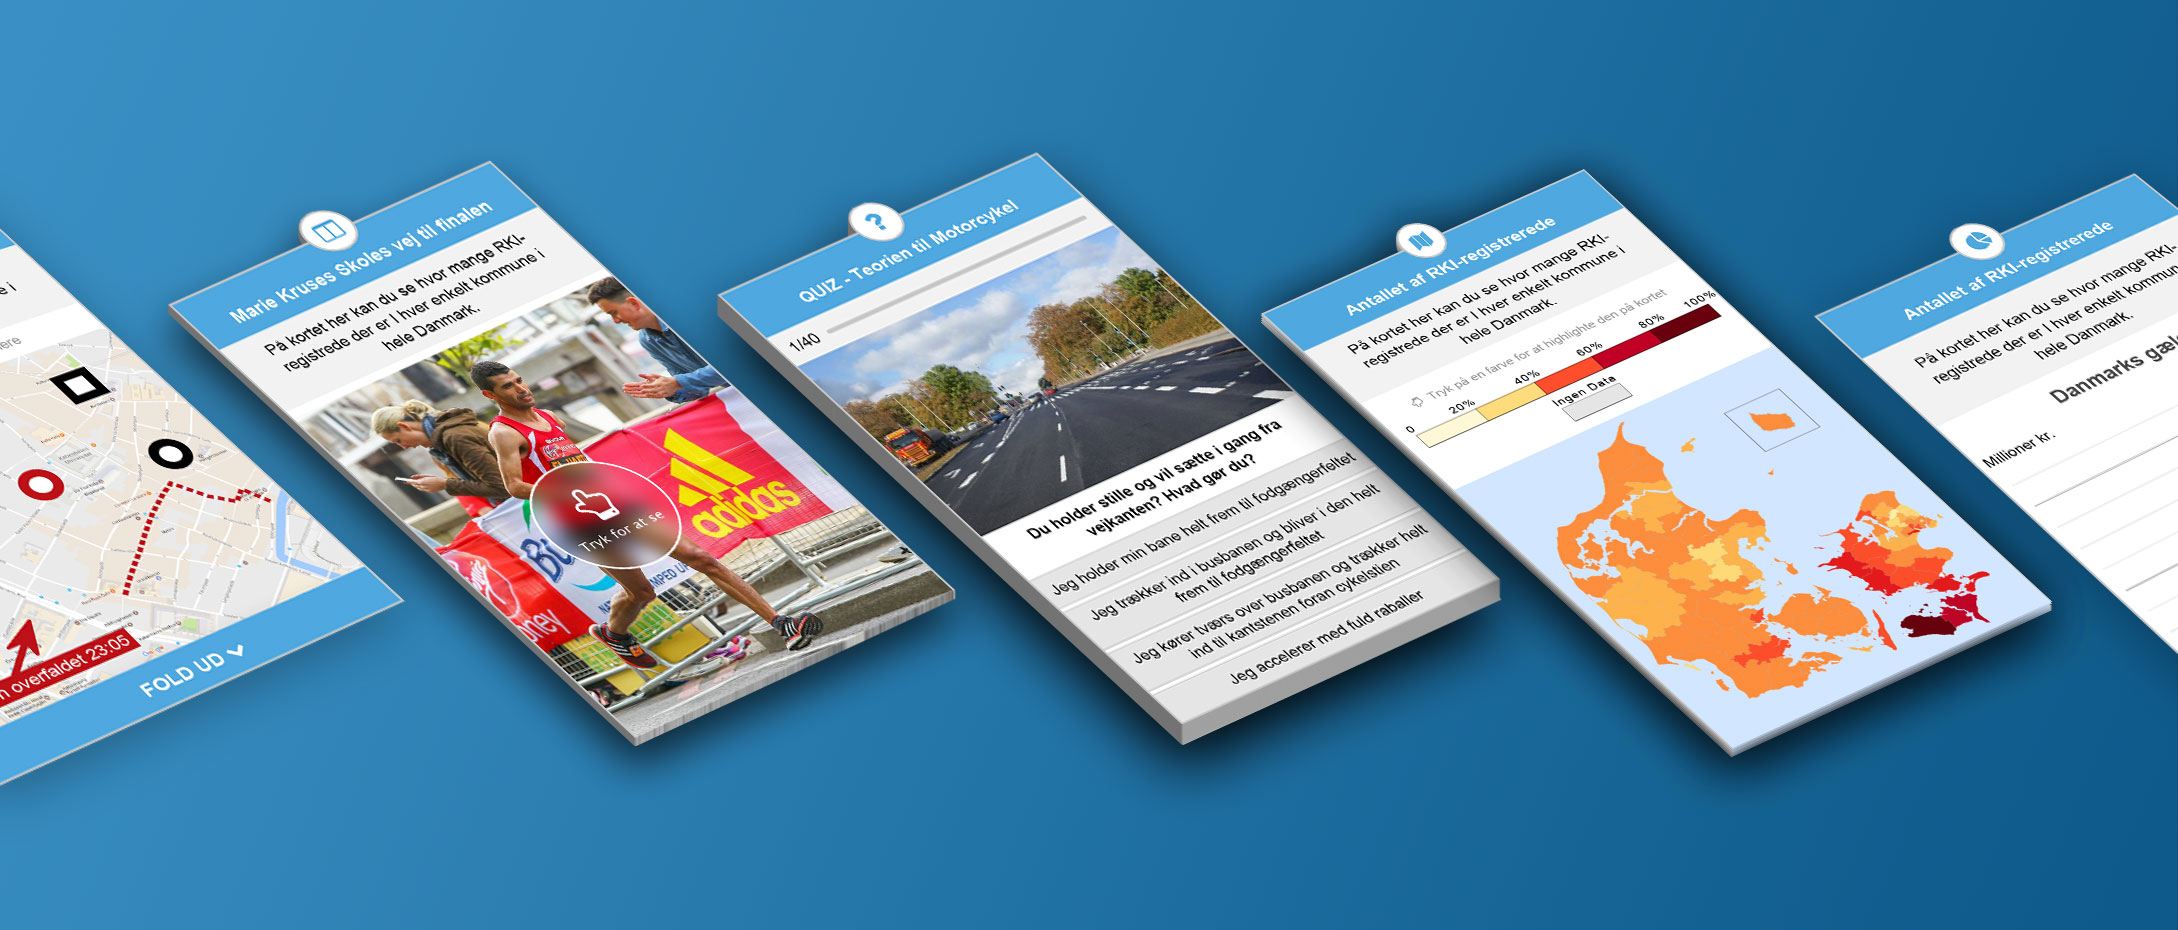 e i
ere
n overfaldet 23:05
FOLD UD
Marie Kruses Skoles vej til finalen
På kortet her kan du se hvor mange RKI-
registrede der er I hver enkelt kommune i
hele Danmark.
adidas
Tryk for at se
QUIZ - Teorien til Motorcykel
1/40
Du holder stille og vil sætte i gang fra
vejkanten? Hvad gør du?
Jeg holder min bane helt frem til fodgængerfeltet
Jeg trækker ind i busbanen og bliver i den helt
frem til fodgængerfeltet
Jeg kører tværs over busbanen og trækker helt
ind til kantstenen foran cykelstien
Jeg accelerer med fuld raballer
Antallet af RKI-registrerede
På kortet her kan du se hvor mange RKI-
registrede der er I hver enkelt kommune i
hele Danmark.
Tryk på en farve for at highlighte den på kortet
0 20% 40% 60% 80% 100%
Ingen Data
Antallet af RKI-registrerede
På kortet her kan du se hvor mange RKI-
registrede der er I hver enkelt kommun
hele Danmark.
Danmarks gæl
Millioner kr.